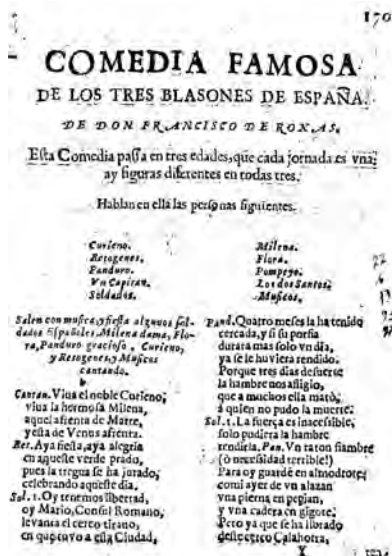 170
COMEDIA FAMOSA
DE LOS TRES BLASONES DE ESPAÑA.
DE DON FRANCISCO DE ROXAS.
Esta Comedia passa en tres edades, que cada jornada es vna;
ay figuras diferentes en todas tres.
Hablan en ella las personas siguientes.
Curieno.
Retogenes.
Panduro.
Vn Capitan.
Soldados.
Milena.
Flora.
Pompeyo.
Los dos Santos.
Musicos.
Salen con musica, y fiesta algunos sol-
dados Españoles, Milena dama, Flo-
ra, Panduro gracioso, Curieno,
y Retogenes, y Musicos
cantando.
Cantan. Viua el noble Curieno;
viua la hermosa Milena,
aquel afrenta de Marte,
y esta de Venus afrenta.
Ret. Aya fiesta, aya alegria
en aqueste verde prado,
pues la tregua se ha jurado,
celebrando aqueste dia.
Sol. 1. Oy tenemos libertad,
oy Mario, Consul Romano,
levanta el cerco tirano,
en que tuvo a esta Ciudad,
Pand. Quatro meses la ha tenido
cercada, y si su porfia
durara mas solo vn dia,
ya se le huviera rendido.
Porque tres dias de suerte
la hambre nos afligio,
que a muchos ella matò,
à quien no pudo la muerte.
Sol. 1. La fuerça es inaccessible,
solo pudiera la hambre
rendirla. Pan. Vn raton fiambre
(ò necessidad terrible!)
Para oy guardè en almodrote;
comi ayer de vn alazan
vna pierna en pepian,
y vna cadera en gigote.
Pero ya que se ha librado
deste cerco Calahorra,
X